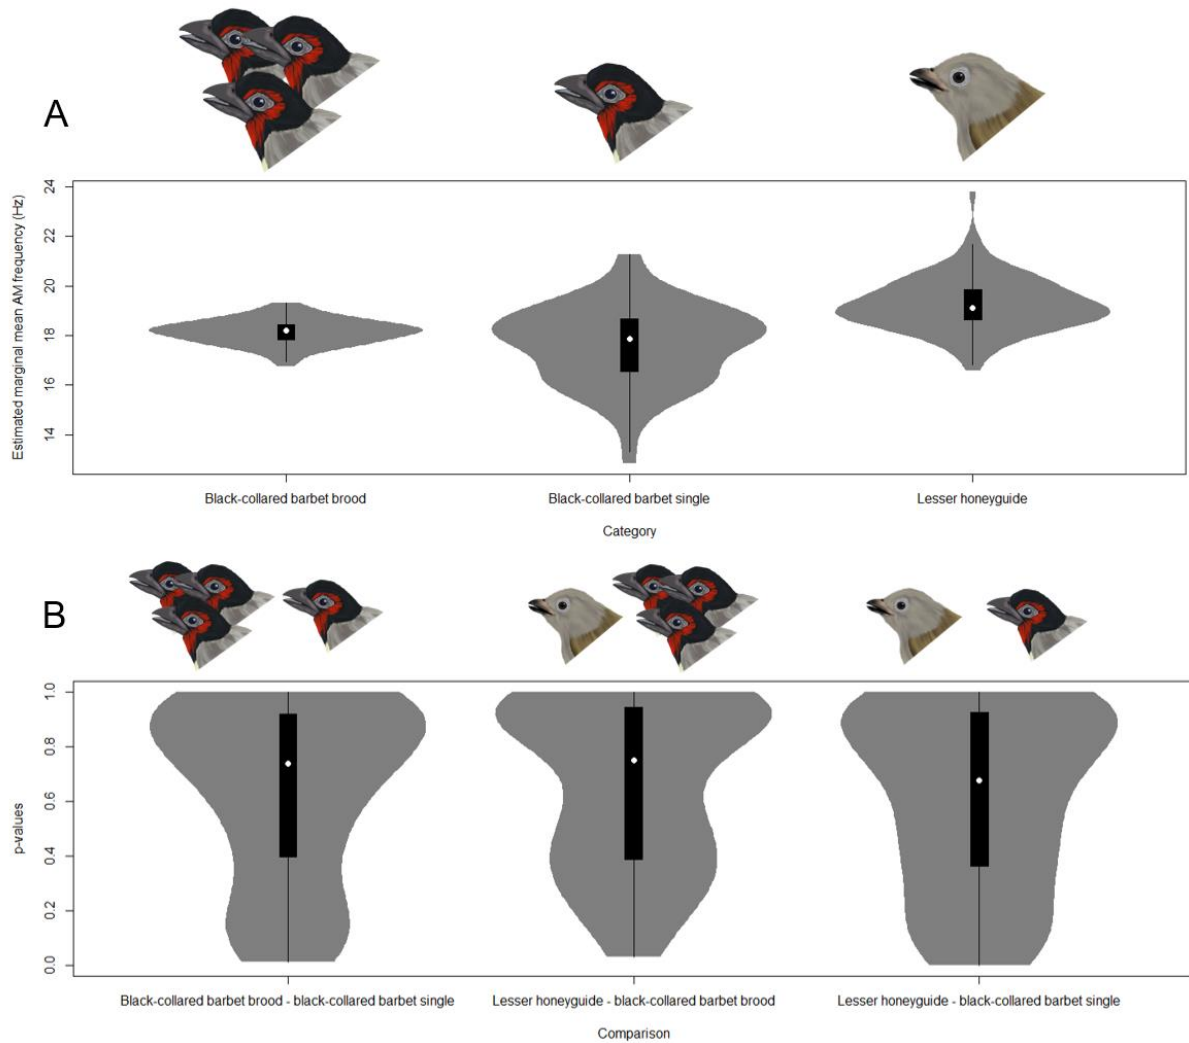 A
Estimated marginal mean AM frequency (Hz)
24
22
20
18
16
14
Black-collared barbet brood
Black-collared barbet single
Lesser honeyguide
Category
B
p-values
1.0
0.8
0.6
0.4
0.2
0.0
Black-collared barbet brood - black-collared barbet single
Lesser honeyguide - black-collared barbet brood
Lesser honeyguide - black-collared barbet single
Comparison